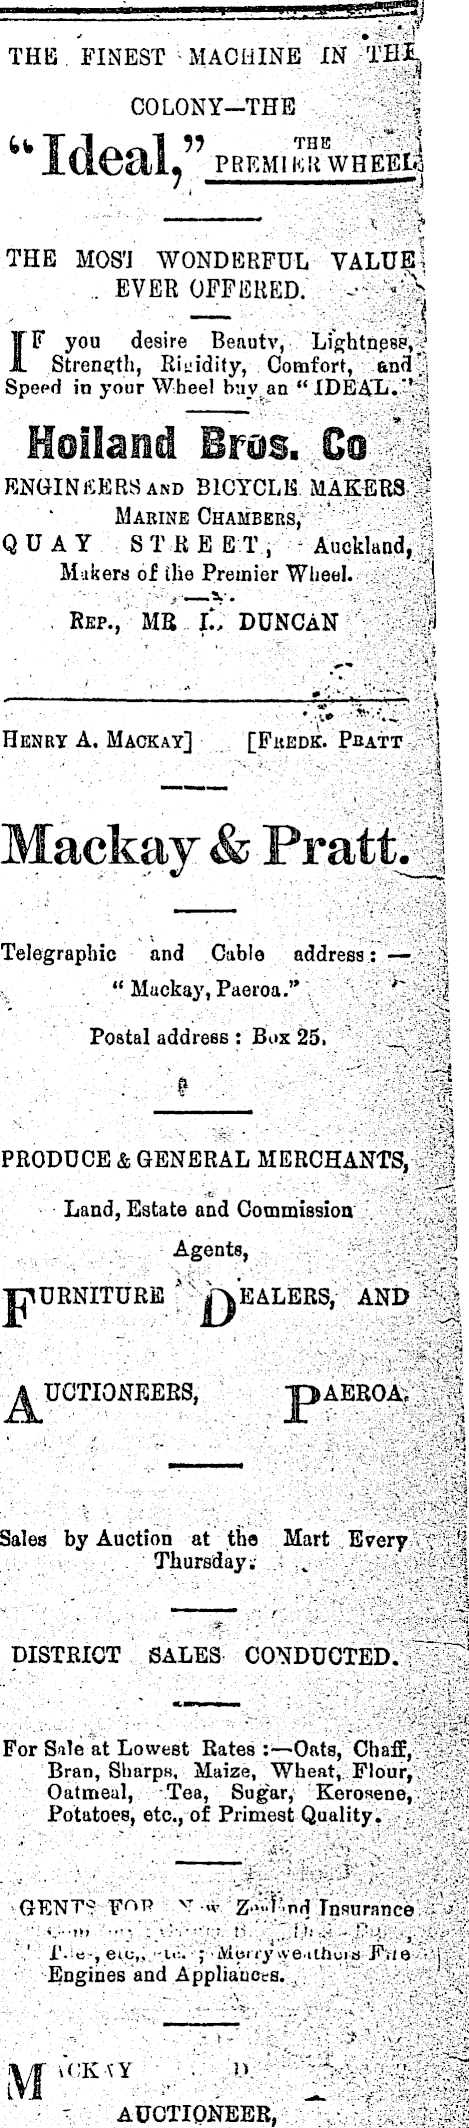 THE FINEST MACHINE IN THE
COLONY—THE
"Ideal," THE
PREMIER WHEEL
THE MOST WONDERFUL VALUE
EVER OFFERED.
IF you desire Beauty, Lightness,
Strength, Rigidity, Comfort, and
Speed in your Wheel buy an "IDEAL."
Holland Bros. Co
ENGINEERS AND BICYCLE MAKERS
MARINE CHAMBERS,
QUAY STREET, Auckland,
Makers of the Premier Wheel.
REP., MR L. DUNCAN
HENRY A. MACKAY] [FREDK. PRATT
Mackay & Pratt.
Telegraphic and Cable address: —
"Mackay, Paeroa."
Postal address: Box 25.
PRODUCE & GENERAL MERCHANTS,
Land, Estate and Commission
Agents,
FURNITURE DEALERS, AND
AUCTIONEERS, PAEROA.
Sales by Auction at the Mart Every
Thursday.
DISTRICT SALES CONDUCTED.
For Sale at Lowest Rates:—Oats, Chaff,
Bran, Sharps, Maize, Wheat, Flour,
Oatmeal, Tea, Sugar, Kerosene,
Potatoes, etc., of Primest Quality.
GENTS FOR New Zealand Insurance
etc., ; Merryweathers Fire
Engines and Appliances.
MACKAY
AUCTIONEER,